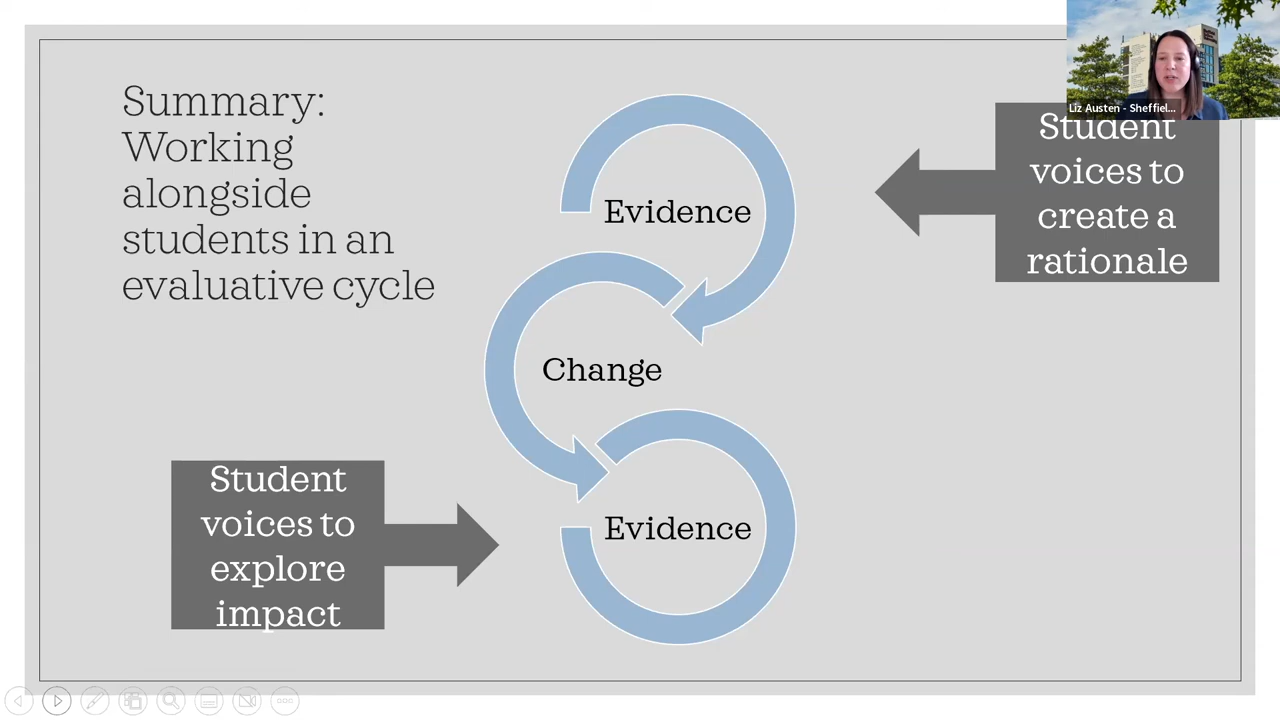 Summary:
Working
alongside
students in an
evaluative cycle
Evidence
Change
Evidence
Liz Austen - Sheffiel...
Student
voices to
create a
rationale
Student
voices to
explore
impact